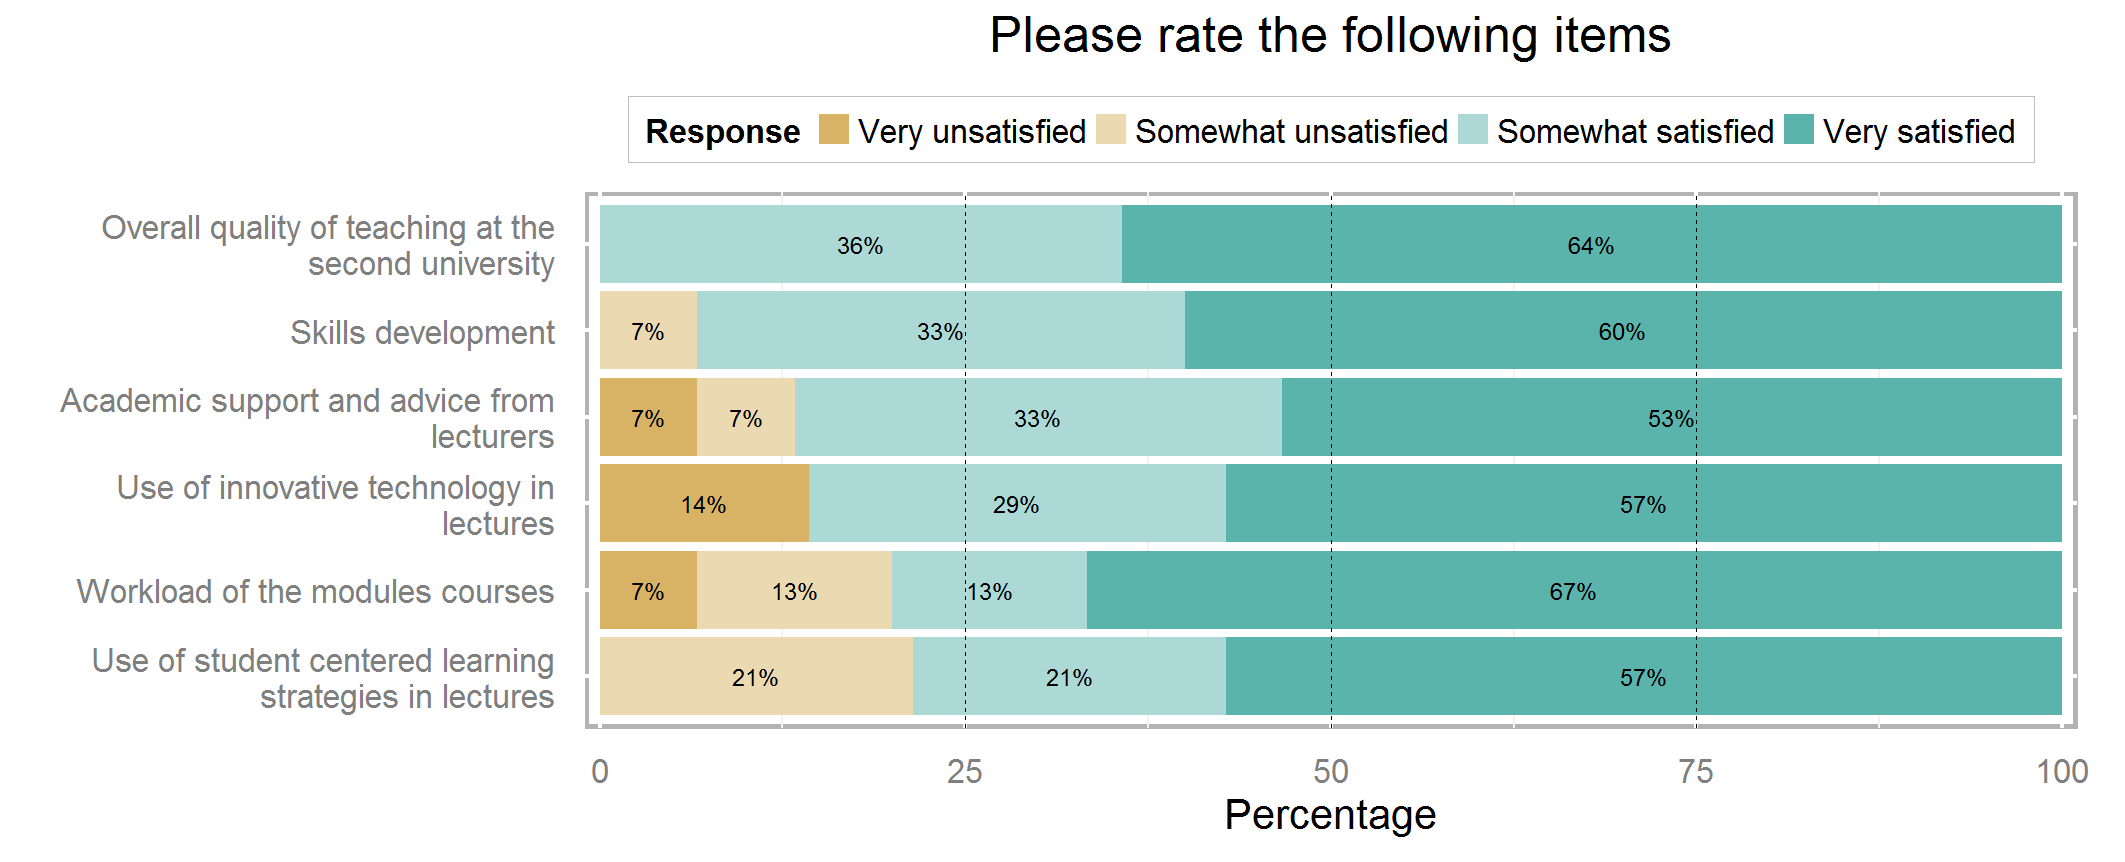 Please rate the following items
Response Very unsatisfied Somewhat unsatisfied Somewhat satisfied Very satisfied
Overall quality of teaching at the
second university
36% 64%
Skills development
7% 33% 60%
Academic support and advice from
lecturers
7% 7% 33% 53%
Use of innovative technology in
lectures
14% 29% 57%
Workload of the modules courses
7% 13% 13% 67%
Use of student centered learning
strategies in lectures
21% 21% 57%
0 25 50 75 100
Percentage